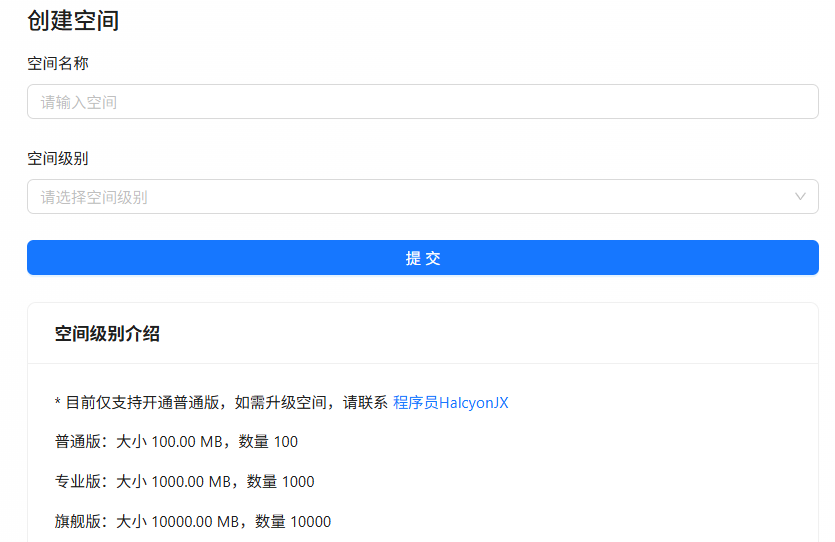 创建空间
空间名称
请输入空间
空间级别
请选择空间级别
提 交
空间级别介绍
* 目前仅支持开通普通版，如需升级空间，请联系 程序员HalcyonJX
普通版：大小 100.00 MB，数量 100
专业版：大小 1000.00 MB，数量 1000
旗舰版：大小 10000.00 MB，数量 10000